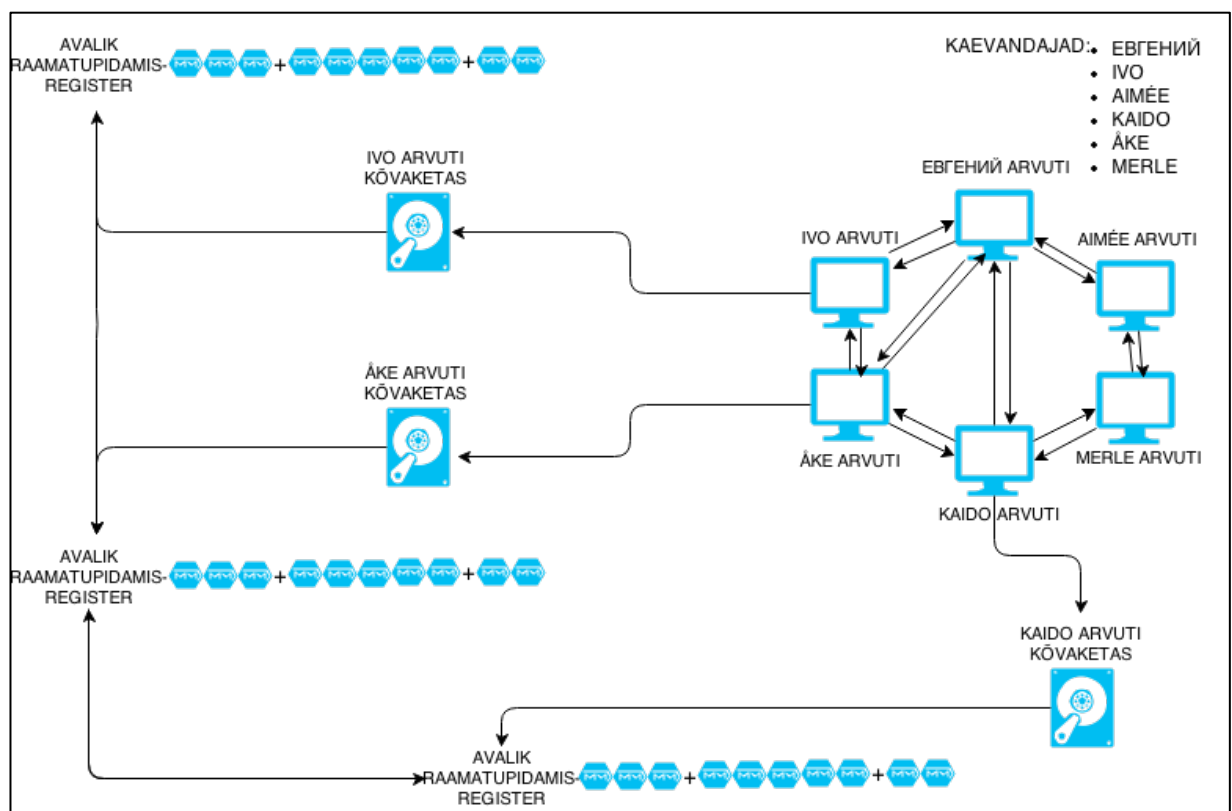 AVALIK
RAAMATUPIDAMIS-
REGISTER
+ +
KAEVANDAJAD:
• ЕВГЕНИЙ
• IVO
• AIMÉE
• KAIDO
• ÅKE
• MERLE
IVO ARVUTI
KÕVAKETAS
ЕВГЕНИЙ ARVUTI
IVO ARVUTI
AIMÉE ARVUTI
ÅKE ARVUTI
KÕVAKETAS
ÅKE ARVUTI
MERLE ARVUTI
KAIDO ARVUTI
AVALIK
RAAMATUPIDAMIS-
REGISTER
+ +
KAIDO ARVUTI
KÕVAKETAS
AVALIK
RAAMATUPIDAMIS-
REGISTER
+ +